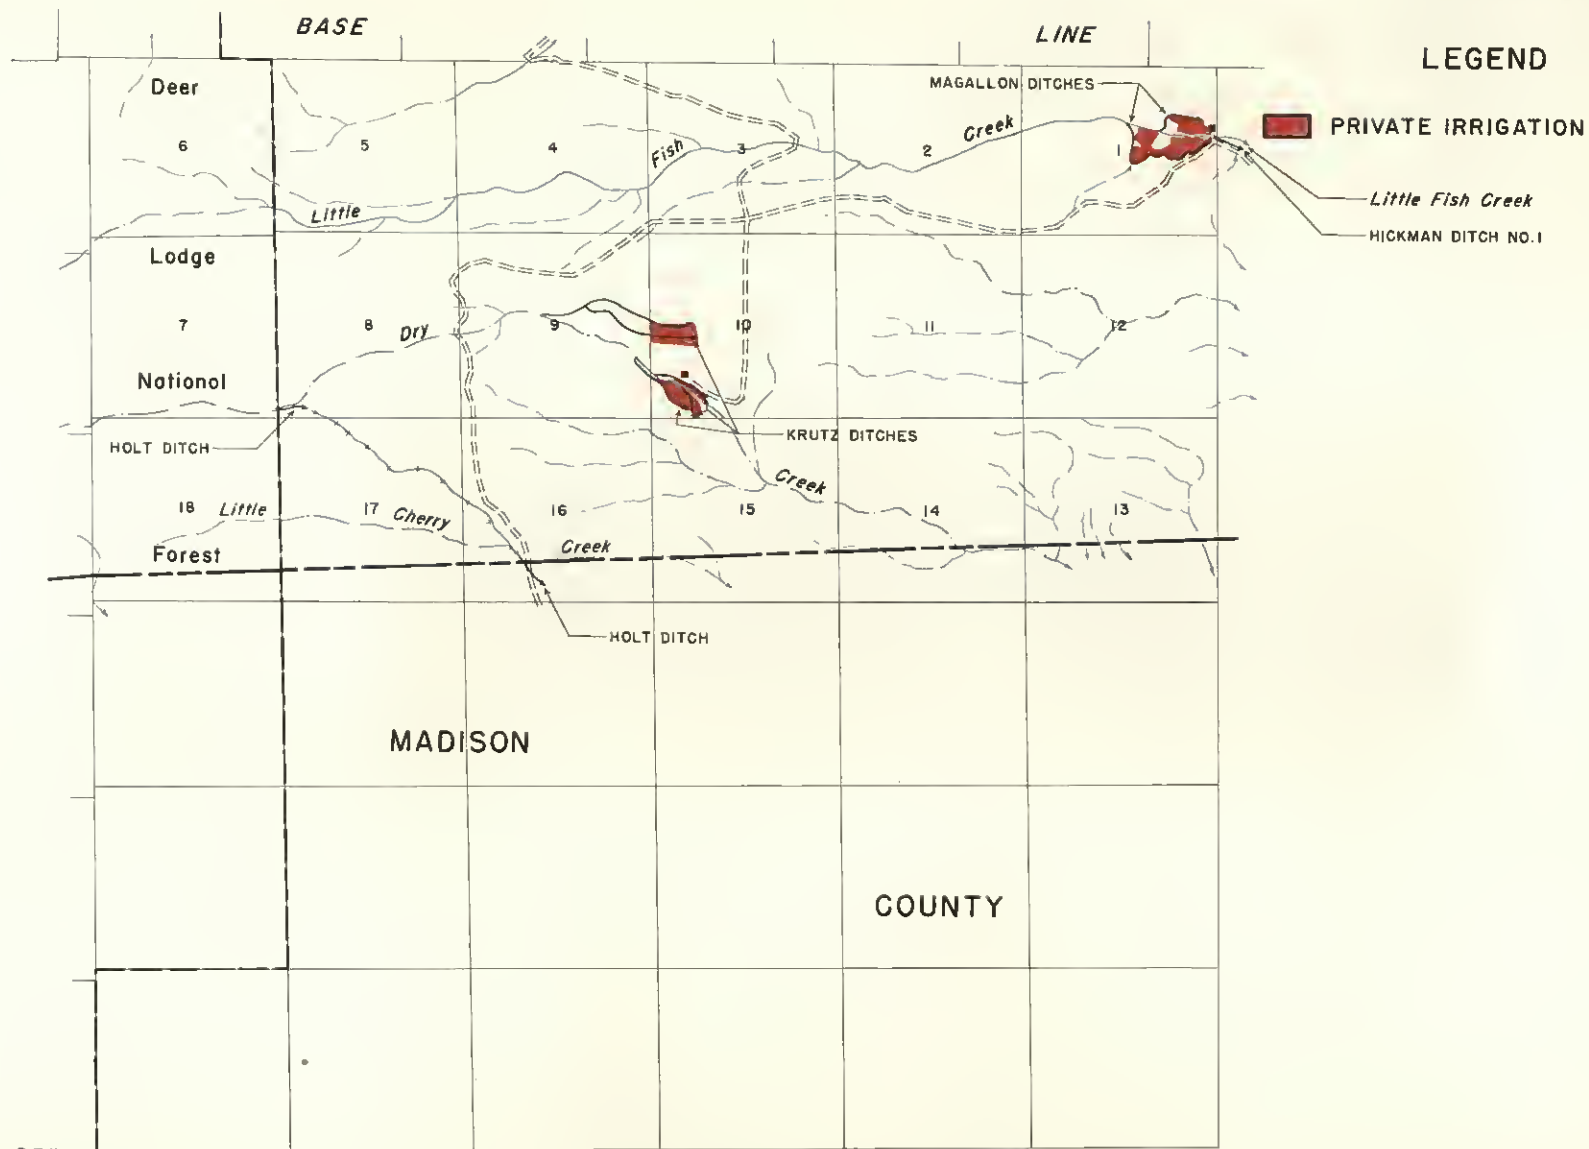 BASE LINE
LEGEND
PRIVATE IRRIGATION
MAGALLON DITCHES
Deer
6 5 4 3 2 1
Little Fish Creek
Little Fish Creek
HICKMAN DITCH NO.1
Lodge
7 8 9 10 11 12
Dry Creek
National
HOLT DITCH
KRUTZ DITCHES
18 17 16 15 14 13
Little Cherry Creek
Forest
HOLT DITCH
MADISON
COUNTY